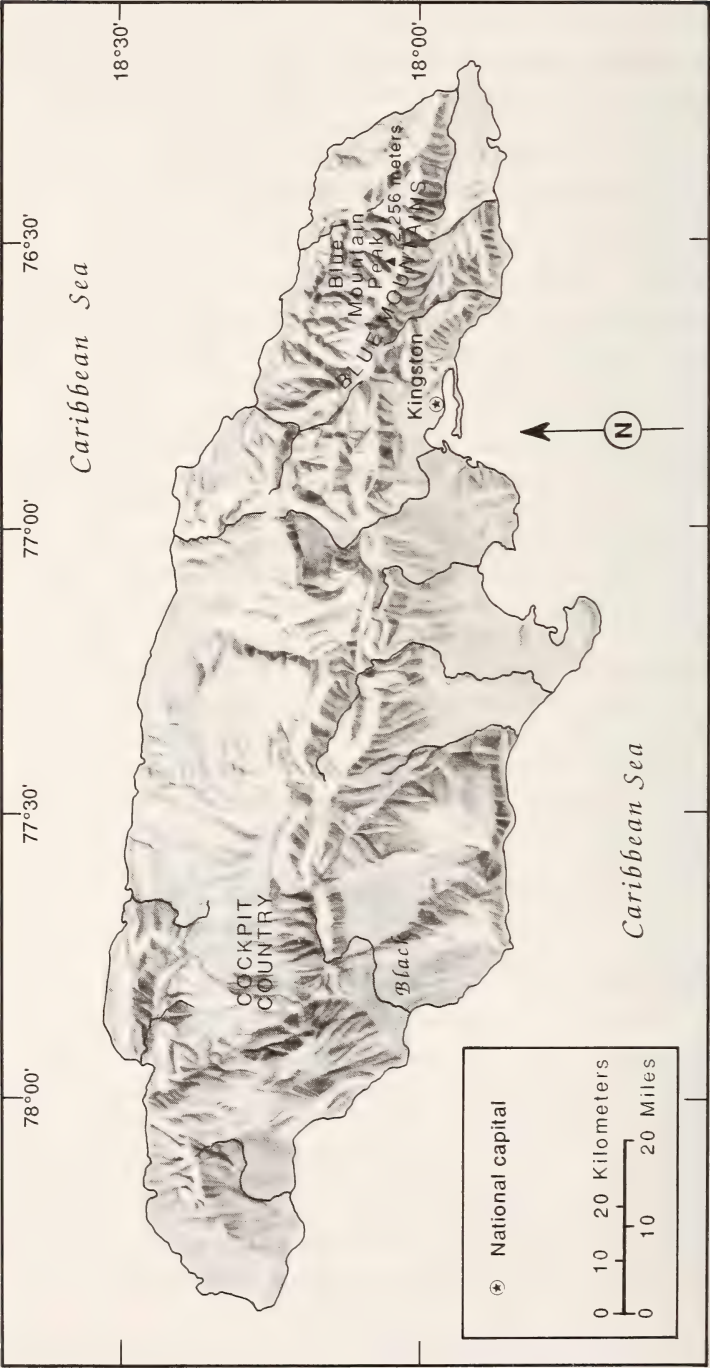 78°00'
77°30'
77°00'
76°30'
Caribbean Sea
18°30'
18°00'
COCKPIT
COUNTRY
Black
Blue
Mountain
Peak
2,256 meters
BLUE MOUNTAINS
Kingston
N
Caribbean Sea
National capital
0 10 20 Kilometers
0 10 20 Miles